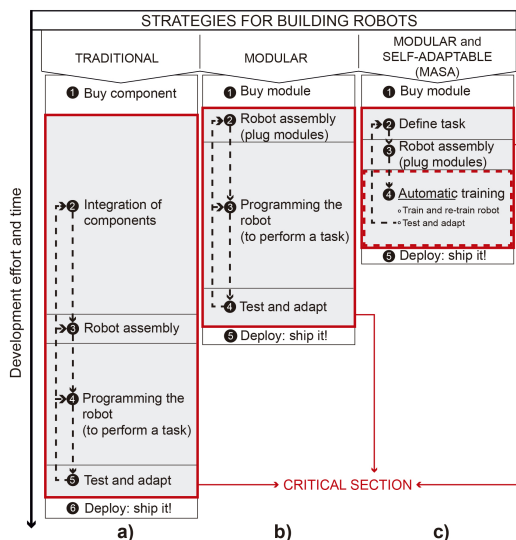 STRATEGIES FOR BUILDING ROBOTS
TRADITIONAL
MODULAR
MODULAR and
SELF-ADAPTABLE
(MASA)
Development effort and time
1 Buy component
2 Integration of
components
3 Robot assembly
4 Programming the
robot
(to perform a task)
5 Test and adapt
6 Deploy: ship it!
a)
1 Buy module
2 Robot assembly
(plug modules)
3 Programming the
robot
(to perform a task)
4 Test and adapt
5 Deploy: ship it!
b)
1 Buy module
2 Define task
3 Robot assembly
(plug modules)
4 Automatic training
Train and re-train robot
Test and adapt
5 Deploy: ship it!
c)
CRITICAL SECTION